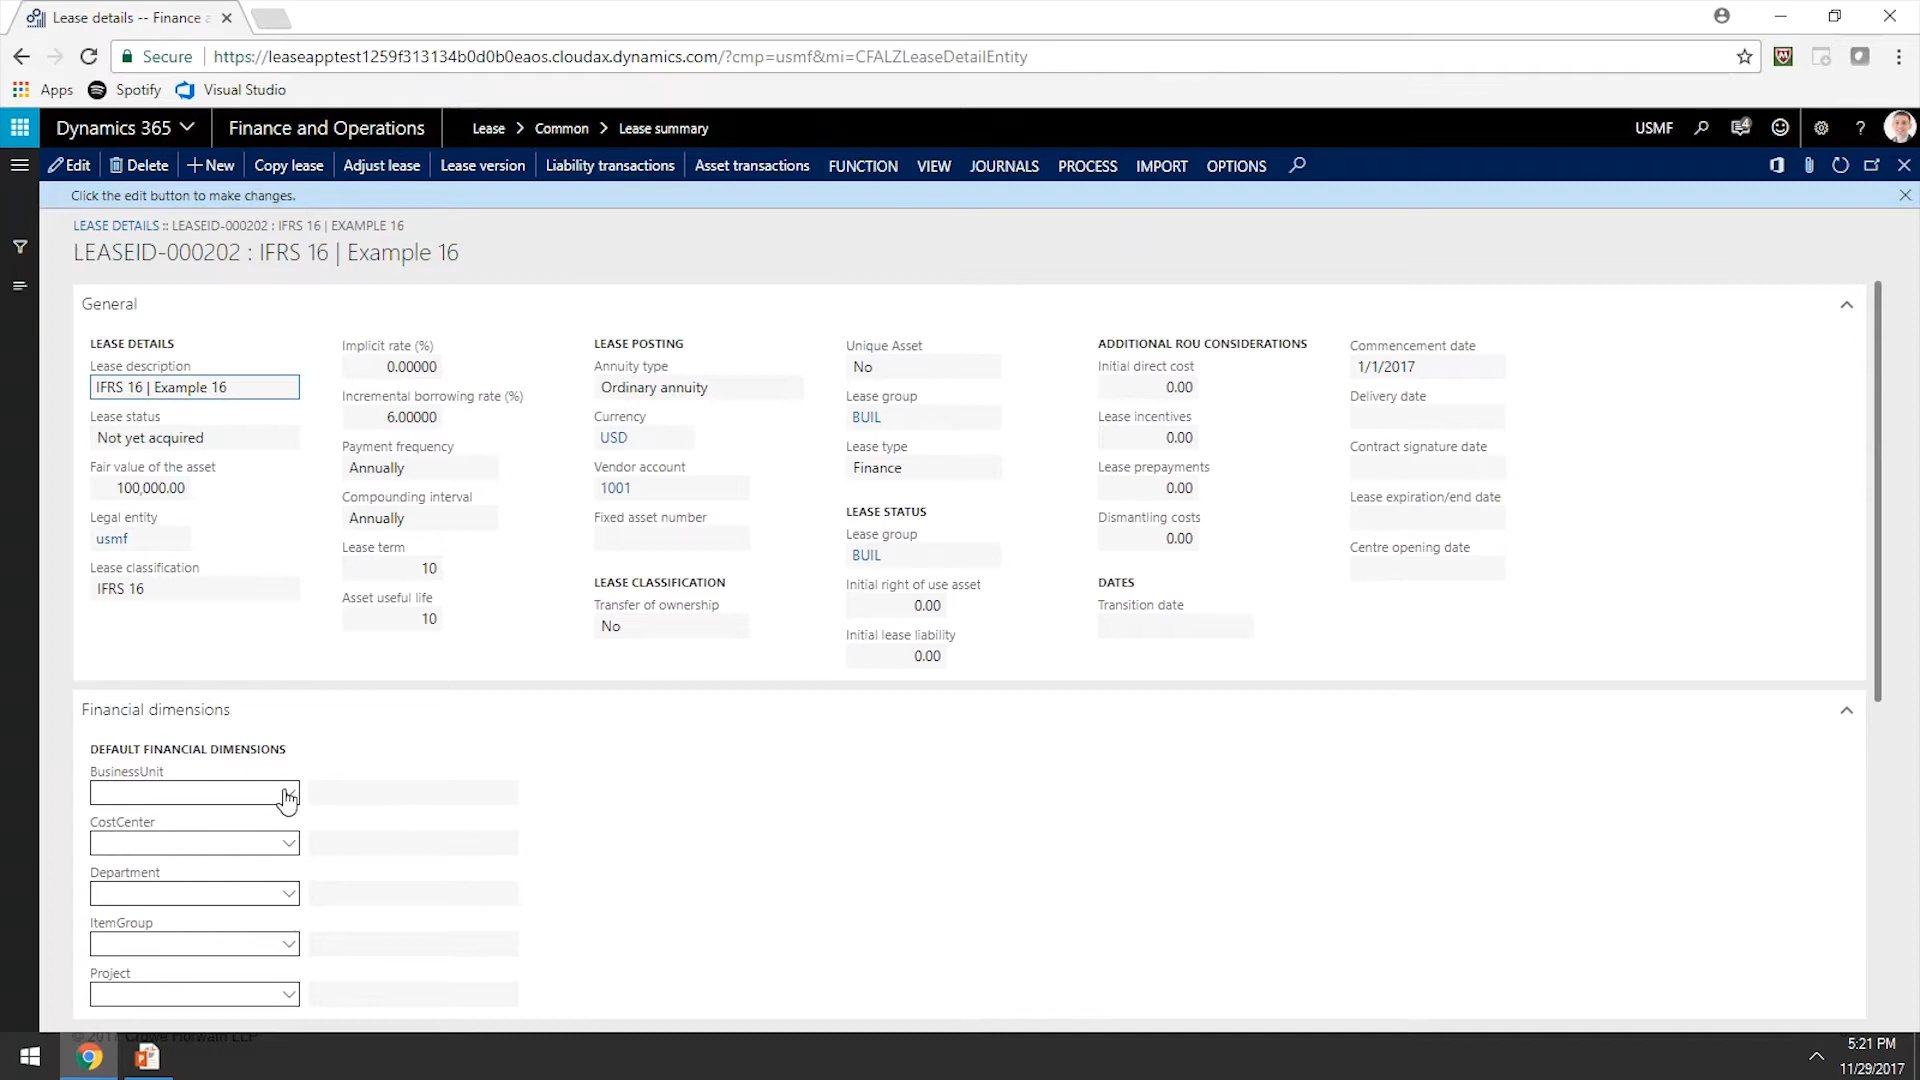 Lease details -- Finance a
Secure https://leaseapptest1259f313134b0d0b0eaos.cloudax.dynamics.com/?cmp=usmf&mi=CFALZLeaseDetailEntity
Apps Spotify Visual Studio
Dynamics 365 Finance and Operations Lease > Common > Lease summary USMF 4 ?
Edit Delete New Copy lease Adjust lease Lease version Liability transactions Asset transactions FUNCTION VIEW JOURNALS PROCESS IMPORT OPTIONS
Click the edit button to make changes.
LEASE DETAILS :: LEASEID-000202 : IFRS 16 | EXAMPLE 16
LEASEID-000202 : IFRS 16 | Example 16
General
LEASE DETAILS
Lease description
IFRS 16 | Example 16
Lease status
Not yet acquired
Fair value of the asset
100,000.00
Legal entity
usmf
Lease classification
IFRS 16
Implicit rate (%)
0.00000
Incremental borrowing rate (%)
6.00000
Payment frequency
Annually
Compounding interval
Annually
Lease term
10
Asset useful life
10
LEASE POSTING
Annuity type
Ordinary annuity
Currency
USD
Vendor account
1001
Fixed asset number
LEASE CLASSIFICATION
Transfer of ownership
No
Unique Asset
No
Lease group
BUIL
Lease type
Finance
LEASE STATUS
Lease group
BUIL
Initial right of use asset
0.00
Initial lease liability
0.00
ADDITIONAL ROU CONSIDERATIONS
Initial direct cost
0.00
Lease incentives
0.00
Lease prepayments
0.00
Dismantling costs
0.00
DATES
Transition date
Commencement date
1/1/2017
Delivery date
Contract signature date
Lease expiration/end date
Centre opening date
Financial dimensions
DEFAULT FINANCIAL DIMENSIONS
BusinessUnit
CostCenter
Department
ItemGroup
Project
© 2017 Crowe Horwath LLP
5:21 PM
11/29/2017